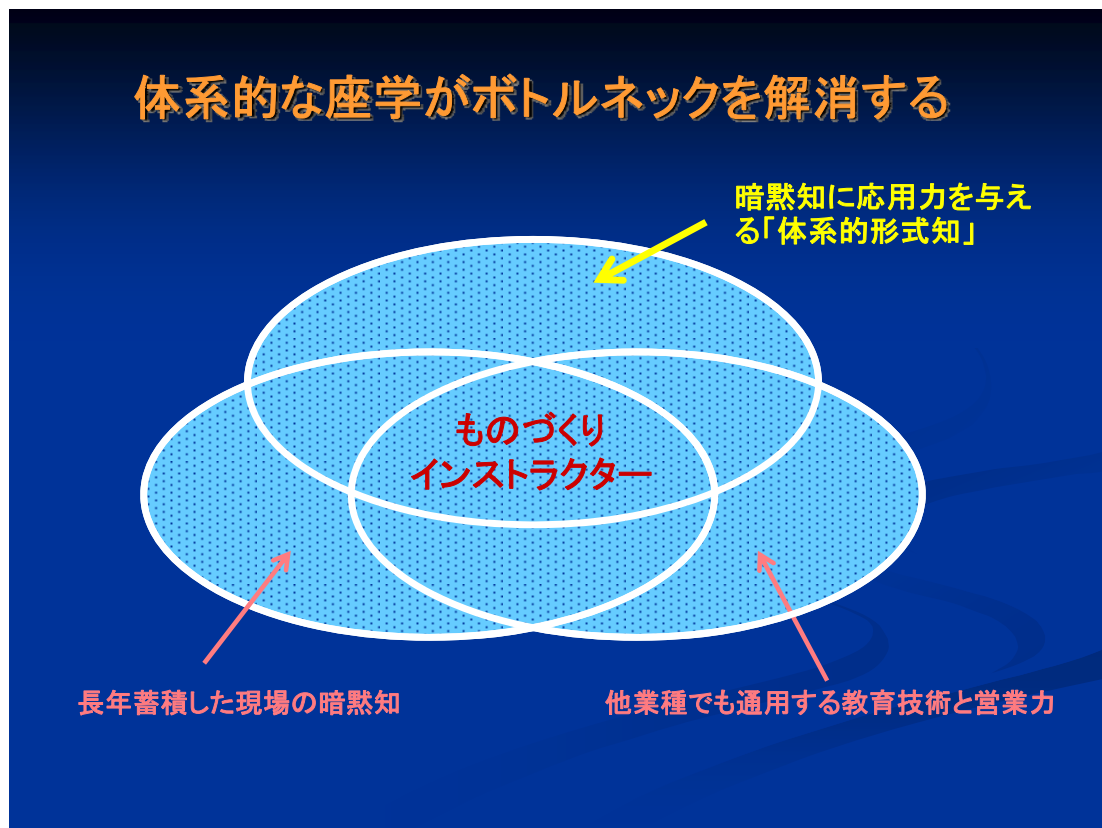 体系的な座学がボトルネックを解消する
暗黙知に応用力を与え
る「体系的形式知」
ものづくり
インストラクター
長年蓄積した現場の暗黙知
他業種でも通用する教育技術と営業力